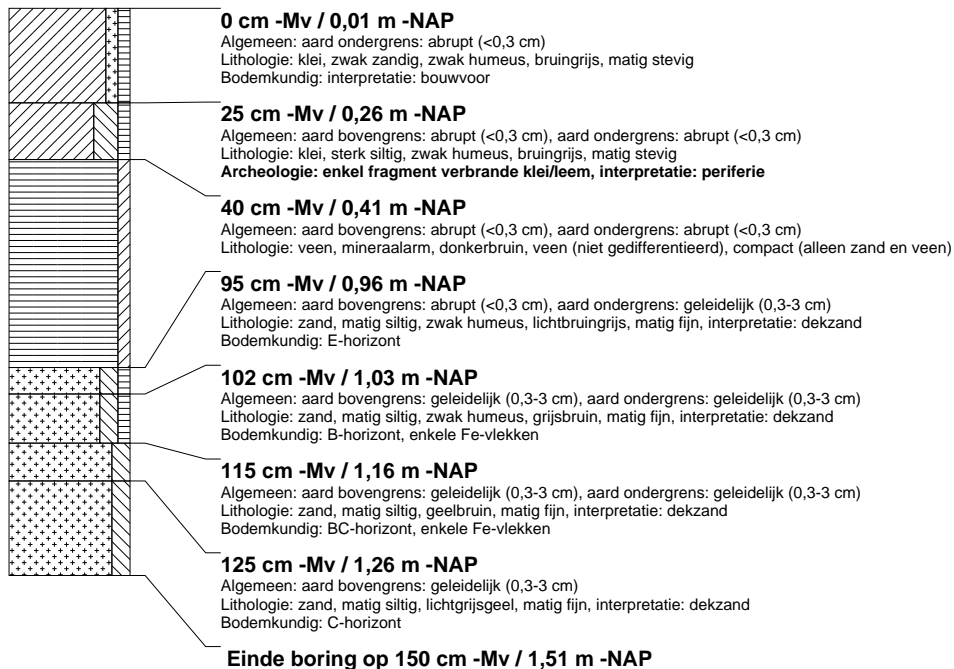 0 cm -Mv / 0,01 m -NAP
Algemeen: aard ondergrens: abrupt (<0,3 cm)
Lithologie: klei, zwak zandig, zwak humeus, bruingrijs, matig stevig
Bodemkundig: interpretatie: bouwvoor
25 cm -Mv / 0,26 m -NAP
Algemeen: aard bovengrens: abrupt (<0,3 cm), aard ondergrens: abrupt (<0,3 cm)
Lithologie: klei, sterk siltig, zwak humeus, bruingrijs, matig stevig
Archeologie: enkel fragment verbrande klei/leem, interpretatie: periferie
40 cm -Mv / 0,41 m -NAP
Algemeen: aard bovengrens: abrupt (<0,3 cm), aard ondergrens: abrupt (<0,3 cm)
Lithologie: veen, mineraalarm, donkerbruin, veen (niet gedifferentieerd), compact (alleen zand en veen)
95 cm -Mv / 0,96 m -NAP
Algemeen: aard bovengrens: abrupt (<0,3 cm), aard ondergrens: geleidelijk (0,3-3 cm)
Lithologie: zand, matig siltig, zwak humeus, lichtbruingrijs, matig fijn, interpretatie: dekzand
Bodemkundig: E-horizont
102 cm -Mv / 1,03 m -NAP
Algemeen: aard bovengrens: geleidelijk (0,3-3 cm), aard ondergrens: geleidelijk (0,3-3 cm)
Lithologie: zand, matig siltig, zwak humeus, grijsbruin, matig fijn, interpretatie: dekzand
Bodemkundig: B-horizont, enkele Fe-vlekken
115 cm -Mv / 1,16 m -NAP
Algemeen: aard bovengrens: geleidelijk (0,3-3 cm), aard ondergrens: geleidelijk (0,3-3 cm)
Lithologie: zand, matig siltig, geelbruin, matig fijn, interpretatie: dekzand
Bodemkundig: BC-horizont, enkele Fe-vlekken
125 cm -Mv / 1,26 m -NAP
Algemeen: aard bovengrens: geleidelijk (0,3-3 cm)
Lithologie: zand, matig siltig, lichtgrijsgeel, matig fijn, interpretatie: dekzand
Bodemkundig: C-horizont
Einde boring op 150 cm -Mv / 1,51 m -NAP